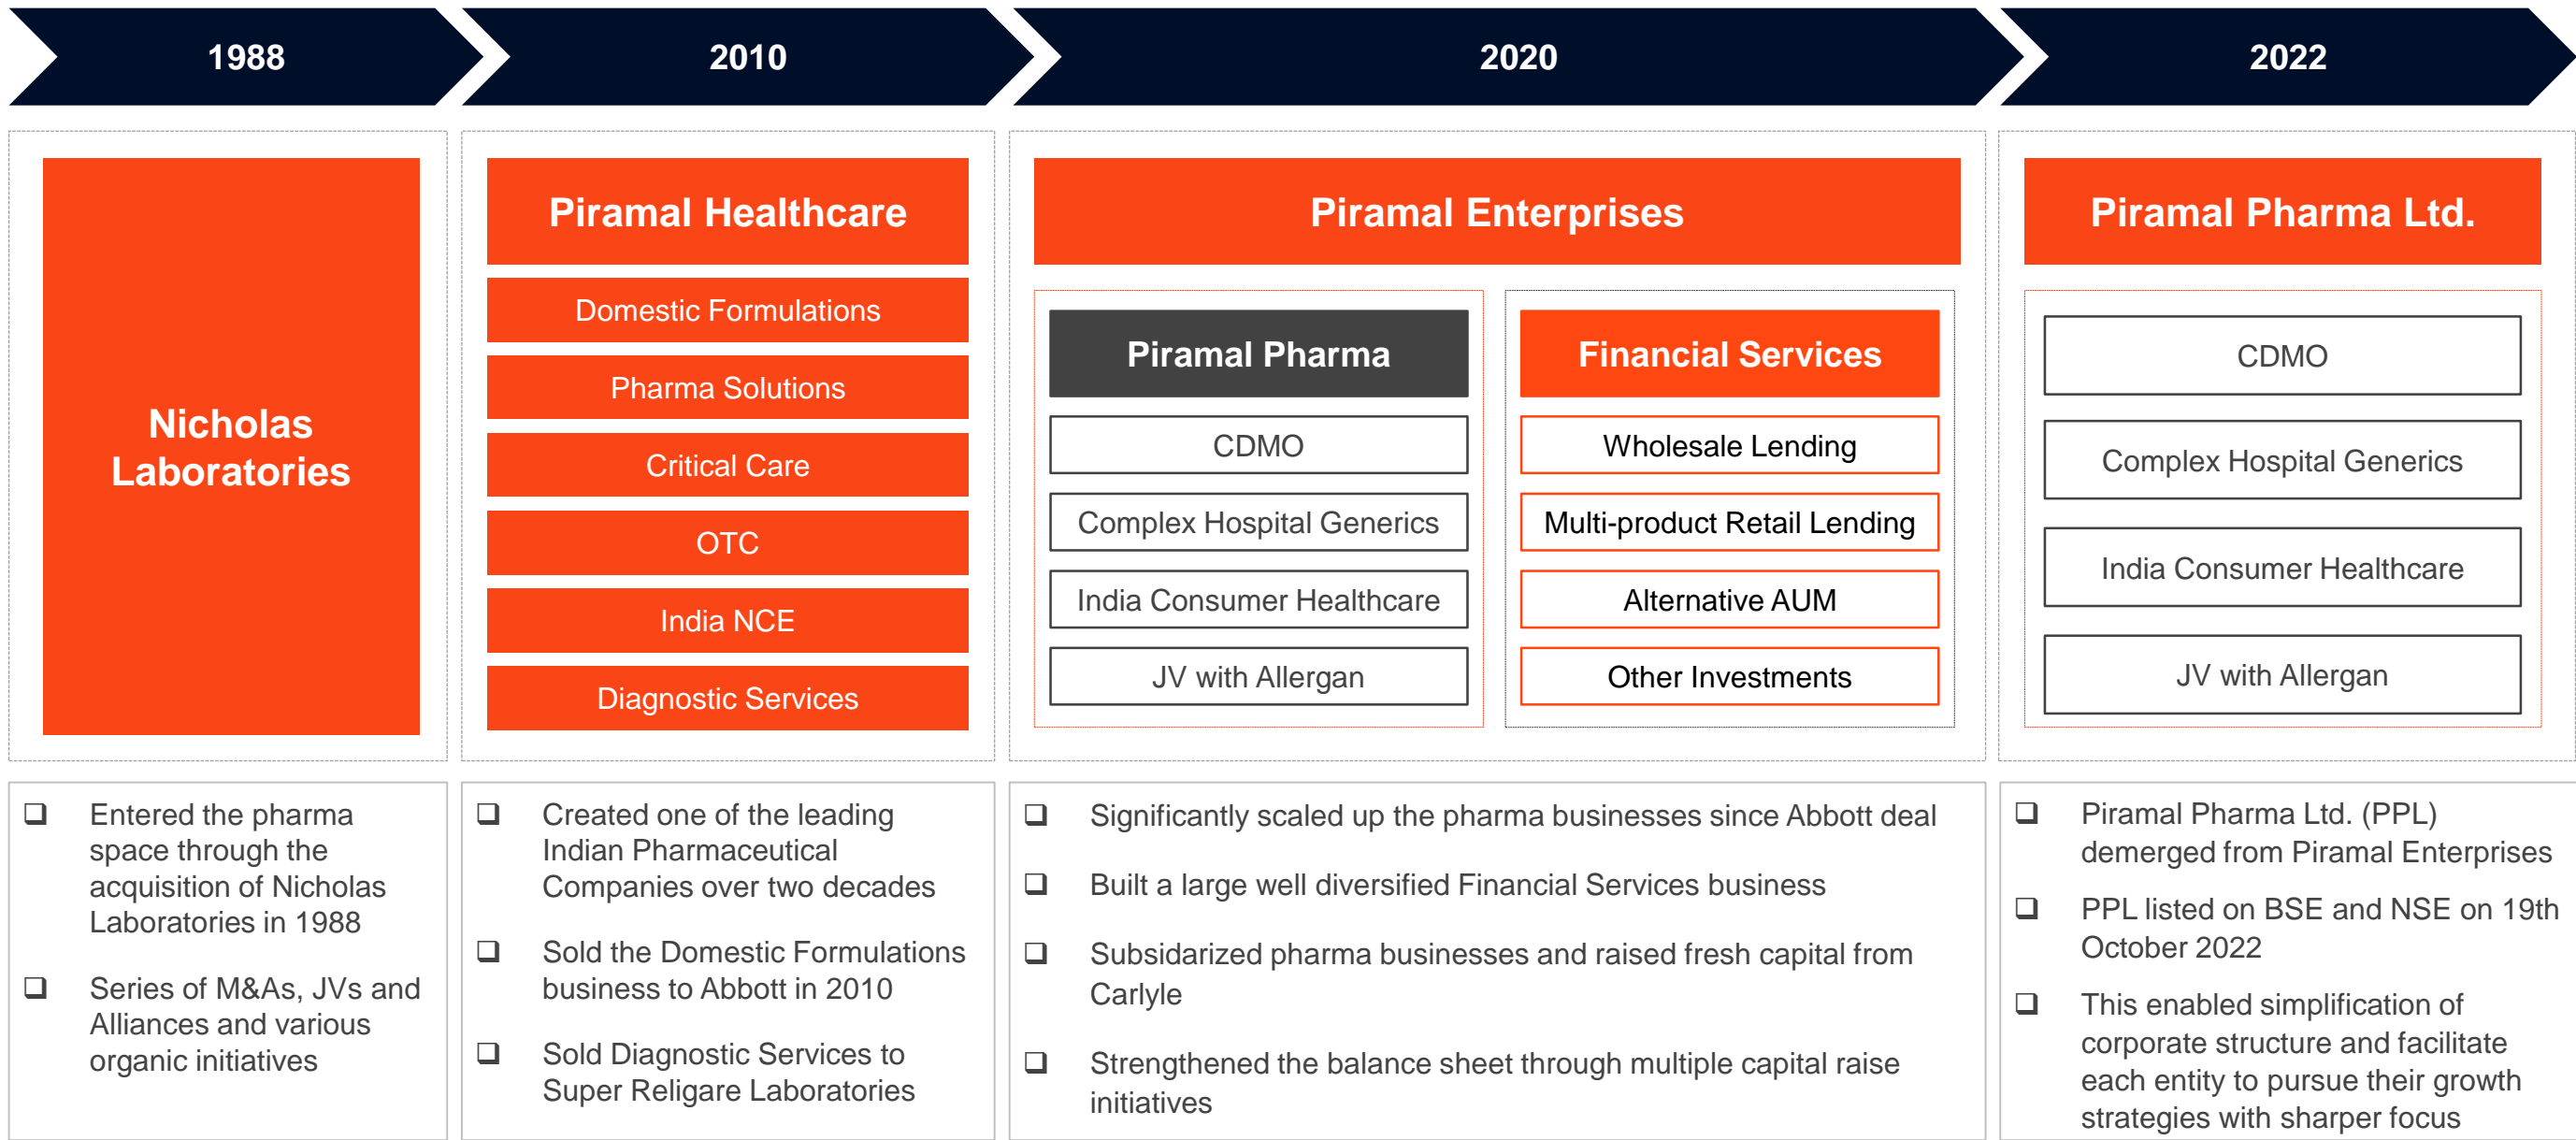 1988
2010
2020
2022
Nicholas
Laboratories
Piramal Healthcare
Domestic Formulations
Pharma Solutions
Critical Care
OTC
India NCE
Diagnostic Services
Piramal Enterprises
Piramal Pharma
CDMO
Complex Hospital Generics
India Consumer Healthcare
JV with Allergan
Financial Services
Wholesale Lending
Multi-product Retail Lending
Alternative AUM
Other Investments
Piramal Pharma Ltd.
CDMO
Complex Hospital Generics
India Consumer Healthcare
JV with Allergan
❑ Entered the pharma
space through the
acquisition of Nicholas
Laboratories in 1988
❑ Series of M&As, JVs and
Alliances and various
organic initiatives
❑ Created one of the leading
Indian Pharmaceutical
Companies over two decades
❑ Sold the Domestic Formulations
business to Abbott in 2010
❑ Sold Diagnostic Services to
Super Religare Laboratories
❑ Significantly scaled up the pharma businesses since Abbott deal
❑ Built a large well diversified Financial Services business
❑ Subsidarized pharma businesses and raised fresh capital from
Carlyle
❑ Strengthened the balance sheet through multiple capital raise
initiatives
❑ Piramal Pharma Ltd. (PPL)
demerged from Piramal Enterprises
❑ PPL listed on BSE and NSE on 19th
October 2022
❑ This enabled simplification of
corporate structure and facilitate
each entity to pursue their growth
strategies with sharper focus